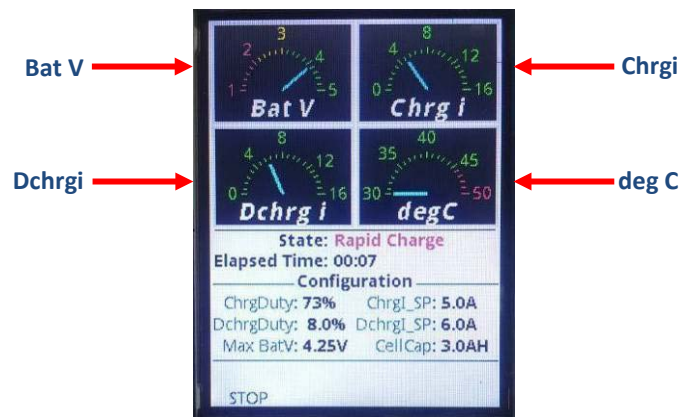 Bat V
Chrgi
Dchrgi
deg C
1 2 3 4 5
Bat V
0 4 8 12 16
Chrg i
0 4 8 12 16
Dchrg i
30 35 40 45 50
degC
State: Rapid Charge
Elapsed Time: 00:07
Configuration
ChrgDuty: 73% ChrgI_SP: 5.0A
DchrgDuty: 8.0% DchrgI_SP: 6.0A
Max BatV: 4.25V CellCap: 3.0AH
STOP